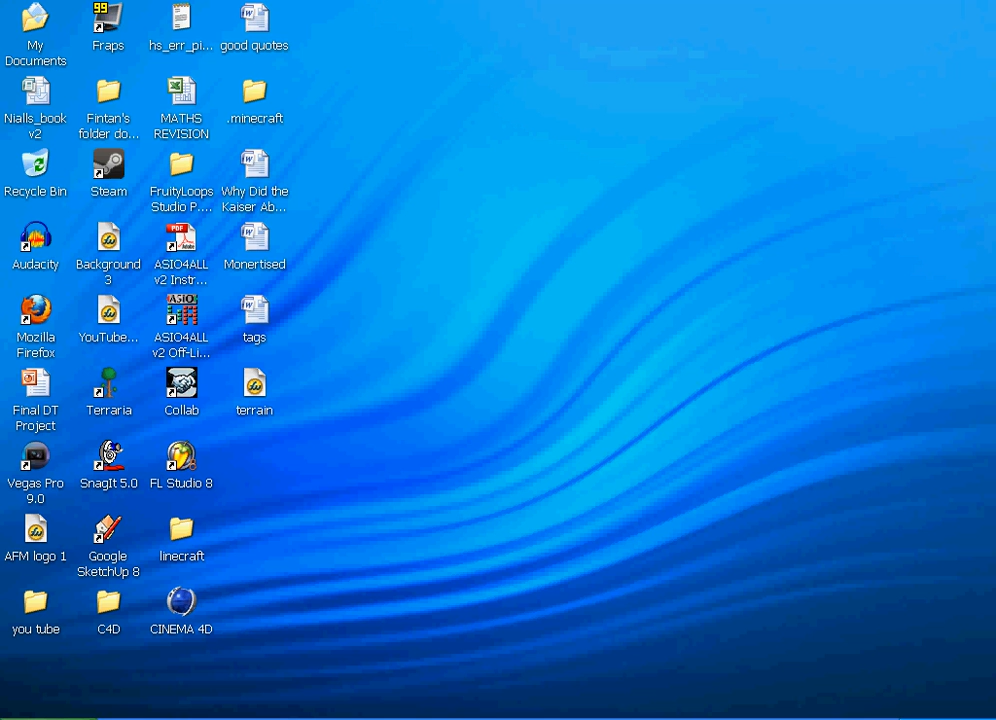 My
Documents
99
Fraps
hs_err_pi...
good quotes
Nialls_book
v2
Fintan's
folder do...
MATHS
REVISION
.minecraft
Recycle Bin
Steam
FruityLoops
Studio P....
Why Did the
Kaiser Ab...
Audacity
Background
3
PDF
ASIO4ALL
v2 Instr...
Monertised
Mozilla
Firefox
YouTube...
ASIO
ASIO4ALL
v2 Off-Li...
tags
Final DT
Project
Terraria
Collab
terrain
Vegas Pro
9.0
SnagIt 5.0
FL Studio 8
AFM logo 1
Google
SketchUp 8
linecraft
you tube
C4D
CINEMA 4D